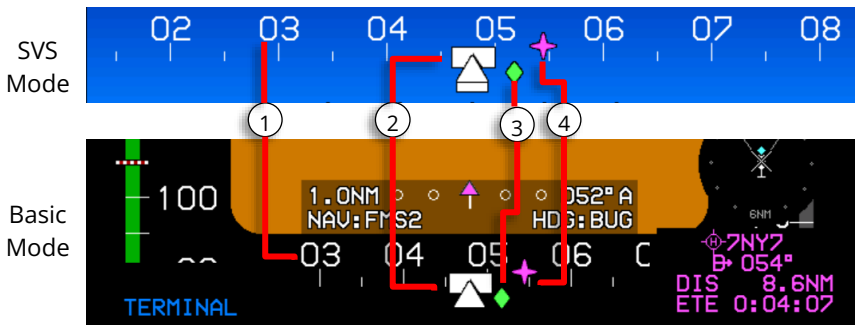 SVS
Mode
02 03 04 05 06 07 08
1 2 3 4
Basic
Mode
100
1.0NM 052°A
NAV:FMS2 HDG:BUG
6NM
H 7NY7
B 054°
DIS 8.6NM
ETE 0:04:07
03 04 05 06
TERMINAL